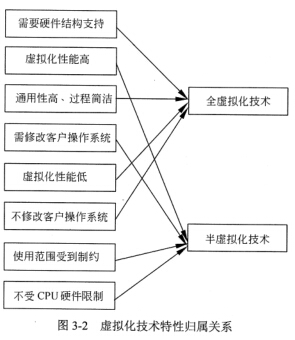 需要硬件结构支持
虚拟化性能高
通用性高、过程简洁
需修改客户操作系统
虚拟化性能低
不修改客户操作系统
使用范围受到制约
不受 CPU 硬件限制
全虚拟化技术
半虚拟化技术
图 3-2 虚拟化技术特性归属关系